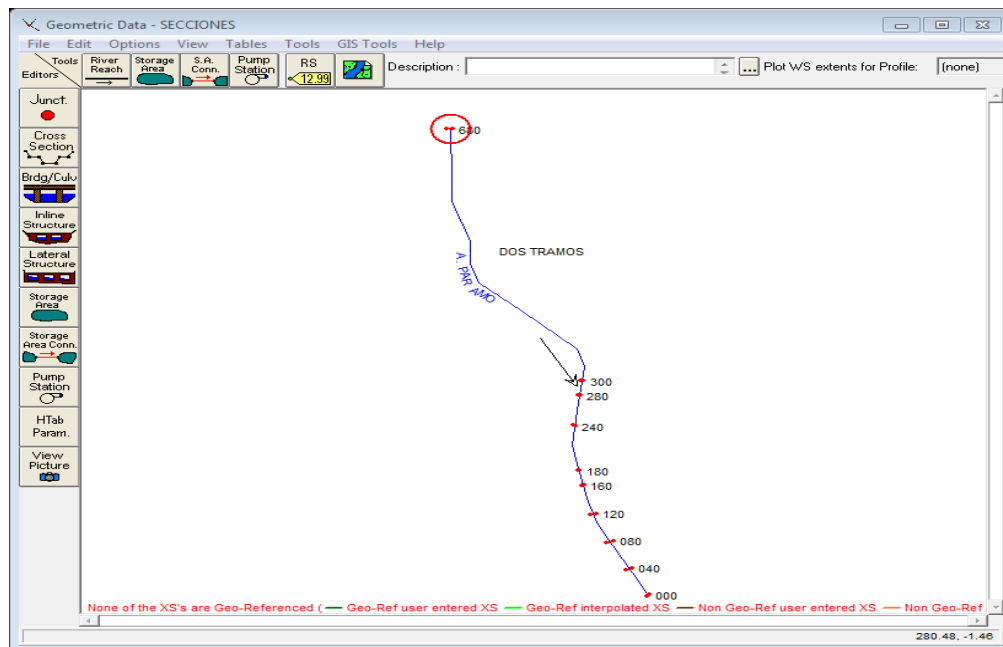 Geometric Data - SECCIONES
File Edit Options View Tables Tools GIS Tools Help
Tools
Editors
River
Reach
Storage
Area
S.A.
Conn.
Pump
Station
RS
12.99
Description :
...
Plot WS extents for Profile:
(none)
Junct.
Cross
Section
Brdg/Culv
Inline
Structure
Lateral
Structure
Storage
Area
Storage
Area Conn.
Pump
Station
HTab
Param.
View
Picture
680
DOS TRAMOS
A. PAR AMO
300
280
240
180
160
120
080
040
000
None of the XS's are Geo-Referenced ( Geo-Ref user entered XS Geo-Ref interpolated XS Non Geo-Ref user entered XS Non Geo-Ref
280.48, -1.46